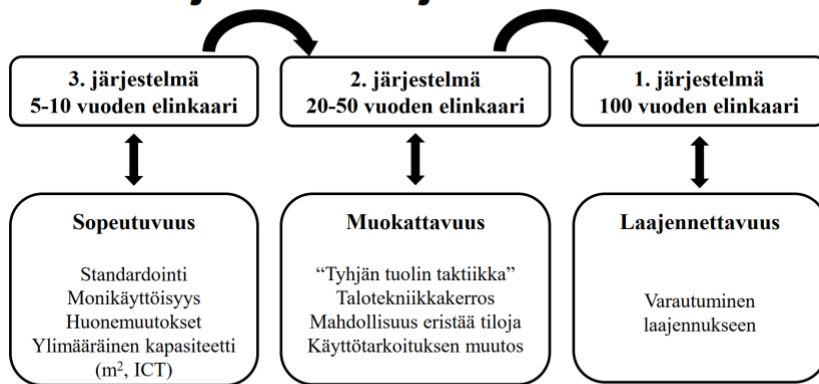 3. järjestelmä
5-10 vuoden elinkaari
2. järjestelmä
20-50 vuoden elinkaari
1. järjestelmä
100 vuoden elinkaari
Sopeutuvuus
Standardointi
Monikäyttöisyys
Huonemuutokset
Ylimääräinen kapasiteetti
(m², ICT)
Muokattavuus
“Tyhjän tuolin taktiikka”
Talotekniikkakerros
Mahdollisuus eristää tiloja
Käyttötarkoituksen muutos
Laajennettavuus
Varautuminen
laajennukseen